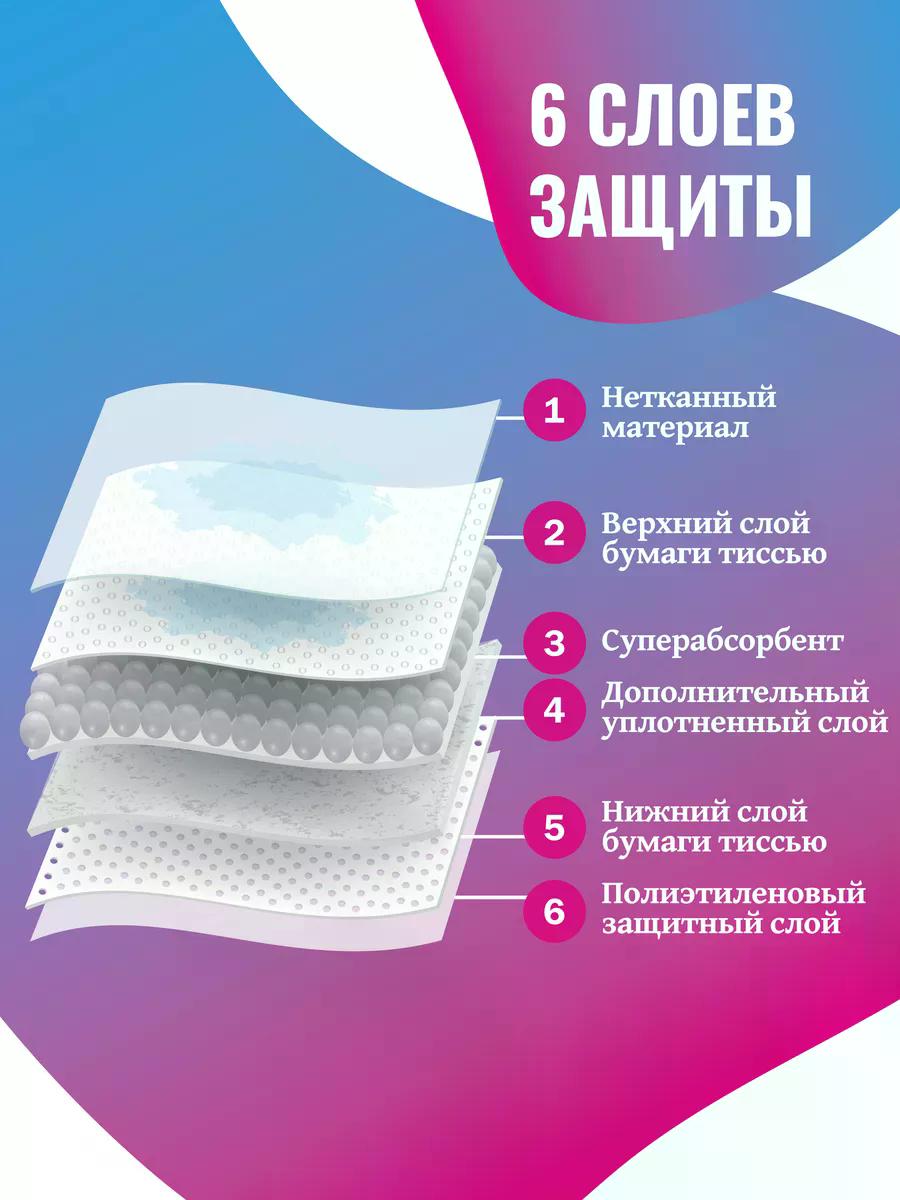 6 СЛОЕВ
ЗАЩИТЫ
1
Нетканный
материал
2
Верхний слой
бумаги тиссью
3
Суперабсорбент
4
Дополнительный
уплотненный слой
5
Нижний слой
бумаги тиссью
6
Полиэтиленовый
защитный слой